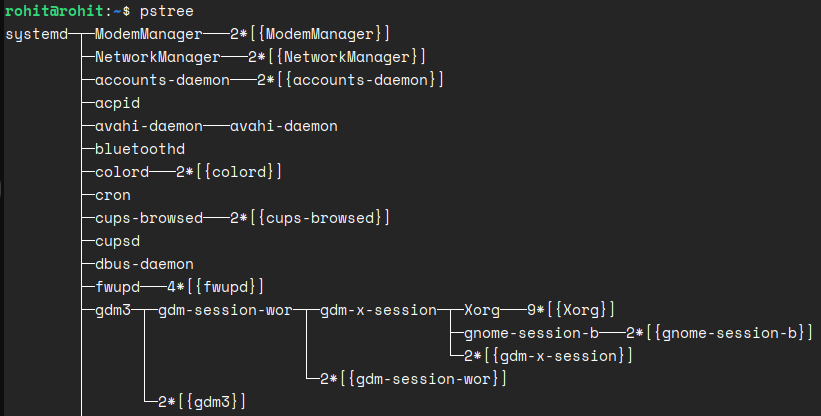 rohit@rohit:~$ pstree
systemd─┬─ModemManager───2*[{ModemManager}]
        ├─NetworkManager───2*[{NetworkManager}]
        ├─accounts-daemon───2*[{accounts-daemon}]
        ├─acpid
        ├─avahi-daemon───avahi-daemon
        ├─bluetoothd
        ├─colord───2*[{colord}]
        ├─cron
        ├─cups-browsed───2*[{cups-browsed}]
        ├─cupsd
        ├─dbus-daemon
        ├─fwupd───4*[{fwupd}]
        ├─gdm3─┬─gdm-session-wor─┬─gdm-x-session─┬─Xorg───9*[{Xorg}]
        │      │                 │               ├─gnome-session-b───2*[{gnome-session-b}]
        │      │                 │               └─2*[{gdm-x-session}]
        │      │                 └─2*[{gdm-session-wor}]
        │      └─2*[{gdm3}]